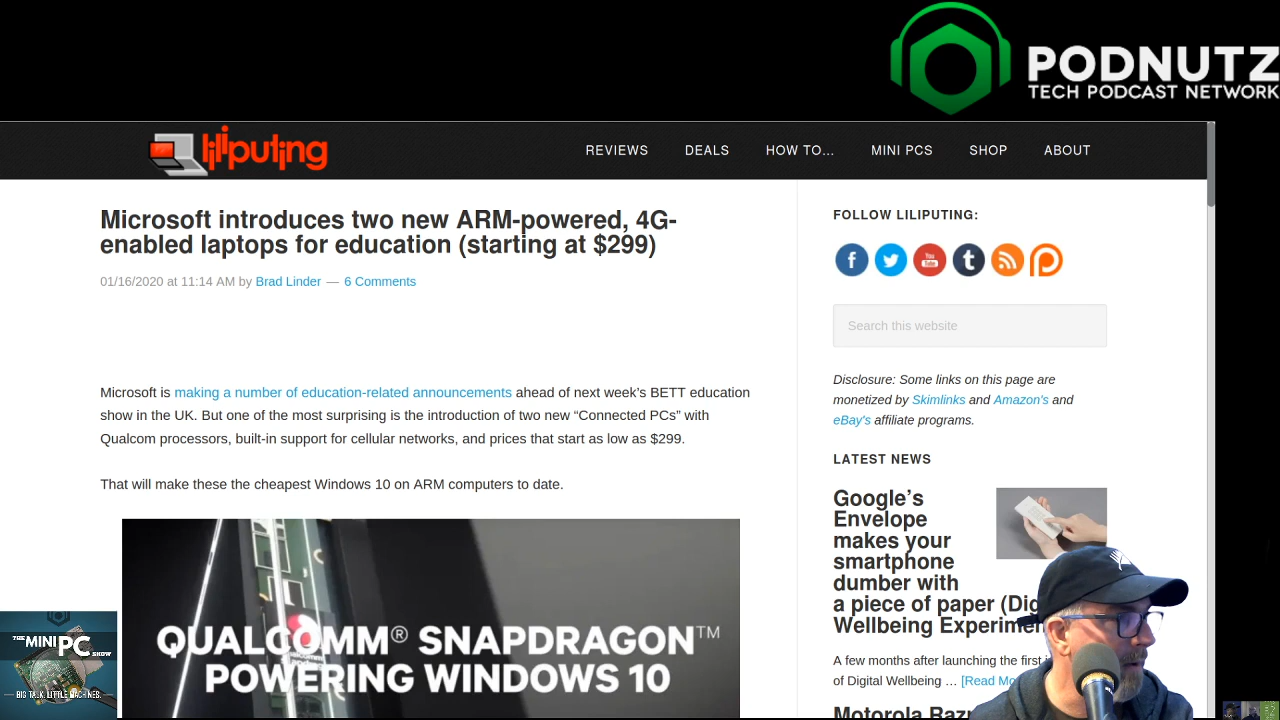 PODNUTZ
TECH PODCAST NETWORK
liliputing
REVIEWS DEALS HOW TO... MINI PCS SHOP ABOUT
Microsoft introduces two new ARM-powered, 4G-
enabled laptops for education (starting at $299)
01/16/2020 at 11:14 AM by Brad Linder — 6 Comments
Microsoft is making a number of education-related announcements ahead of next week’s BETT education
show in the UK. But one of the most surprising is the introduction of two new “Connected PCs” with
Qualcom processors, built-in support for cellular networks, and prices that start as low as $299.
That will make these the cheapest Windows 10 on ARM computers to date.
QUALCOMM® SNAPDRAGON™
POWERING WINDOWS 10
THE MINI PC
SHOW
BIG TALK, LITTLE MACHINES
FOLLOW LILIPUTING:
Search this website
Disclosure: Some links on this page are
monetized by Skimlinks and Amazon's and
eBay's affiliate programs.
LATEST NEWS
Google’s
Envelope
makes your
smartphone
dumber with
a piece of paper (Dig
Wellbeing Experimen
A few months after launching the first
of Digital Wellbeing … [Read Mo
Motorola Razr